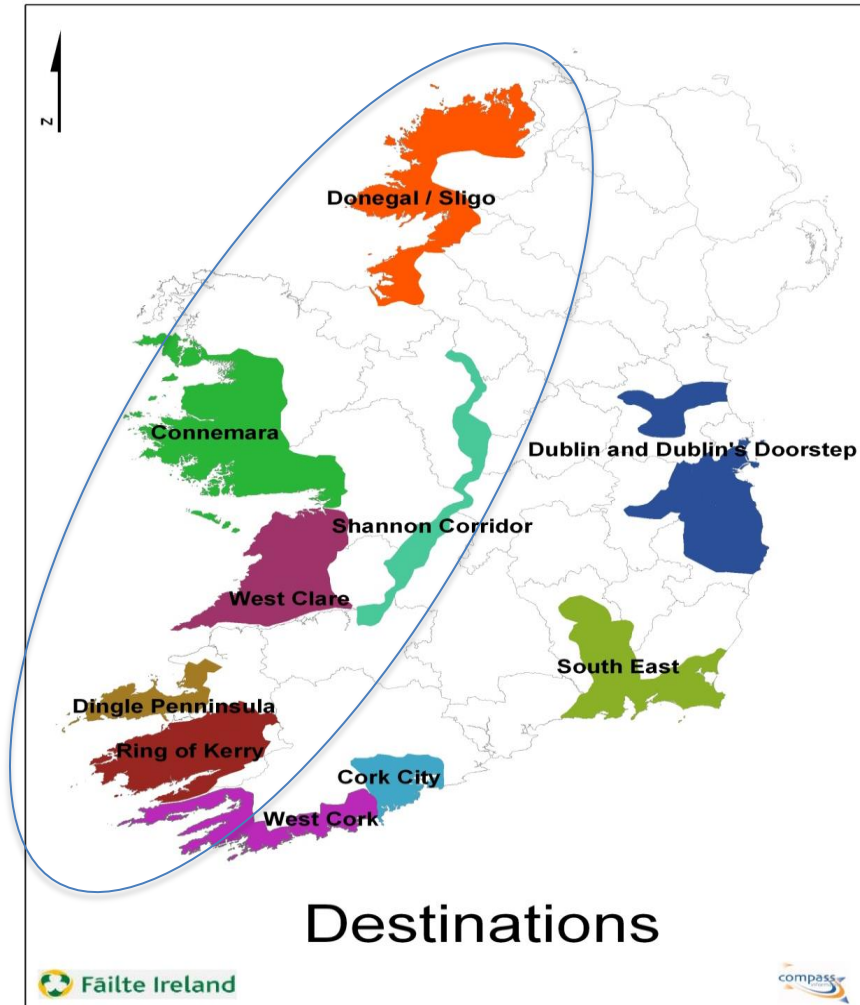 Z
Donegal / Sligo
Connemara
Dublin and Dublin's Doorstep
Shannon Corridor
West Clare
South East
Dingle Penninsula
Ring of Kerry
Cork City
West Cork
Destinations
Fāilte Ireland
compass